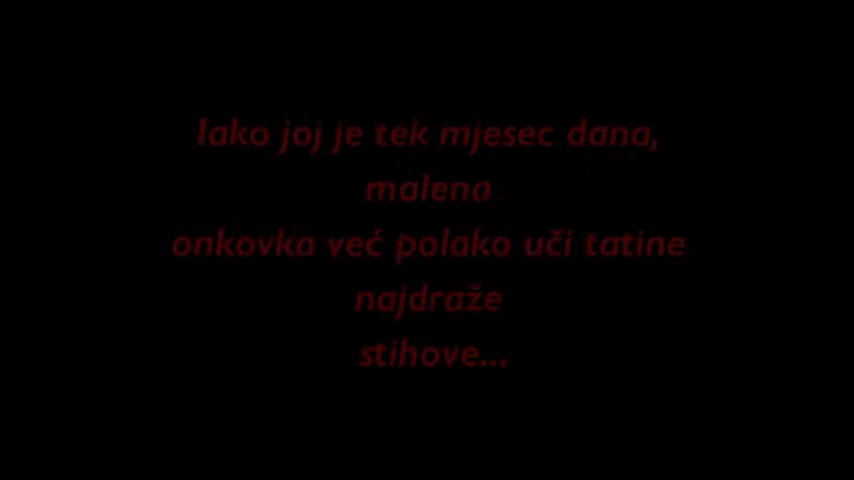 Iako joj je tek mjesec dana,
malena
onkovka već polako uči tatine
najdraže
stihove...